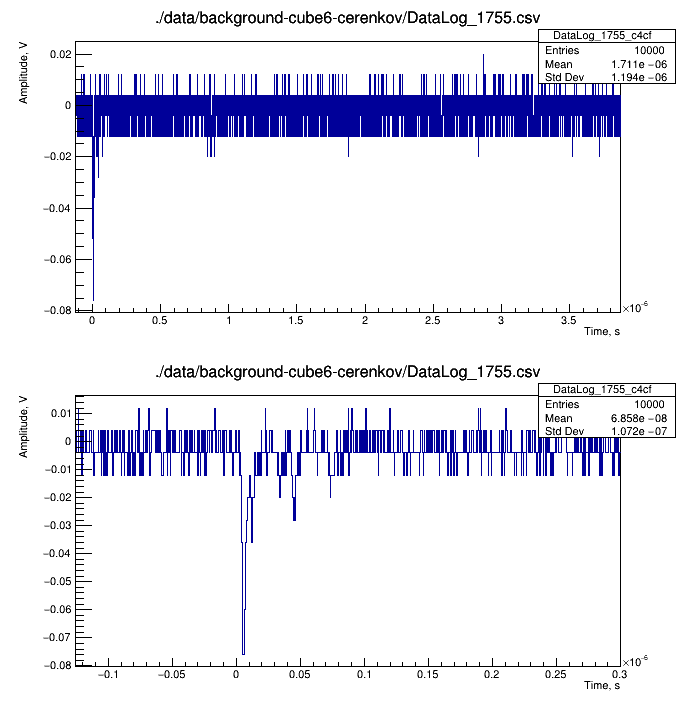 ./data/background-cube6-cerenkov/DataLog_1755.csv
DataLog_1755_c4cf
Entries 10000
Mean 1.711e −06
Std Dev 1.194e −06
Amplitude, V
0.02
0
−0.02
−0.04
−0.06
−0.08
0 0.5 1 1.5 2 2.5 3 3.5
×10⁻⁶
Time, s
./data/background-cube6-cerenkov/DataLog_1755.csv
DataLog_1755_c4cf
Entries 10000
Mean 6.858e −08
Std Dev 1.072e −07
Amplitude, V
0.01
0
−0.01
−0.02
−0.03
−0.04
−0.05
−0.06
−0.07
−0.08
−0.1 −0.05 0 0.05 0.1 0.15 0.2 0.25 0.3
×10⁻⁶
Time, s